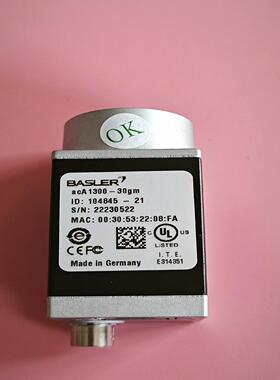 OK
BASLER
acA1300-30gm
ID: 104845 - 21
S/N: 22230522
MAC: 00:30:53:22:08:FA
CE FC
c UL US
LISTED
I.T.E.
E314351
Made in Germany